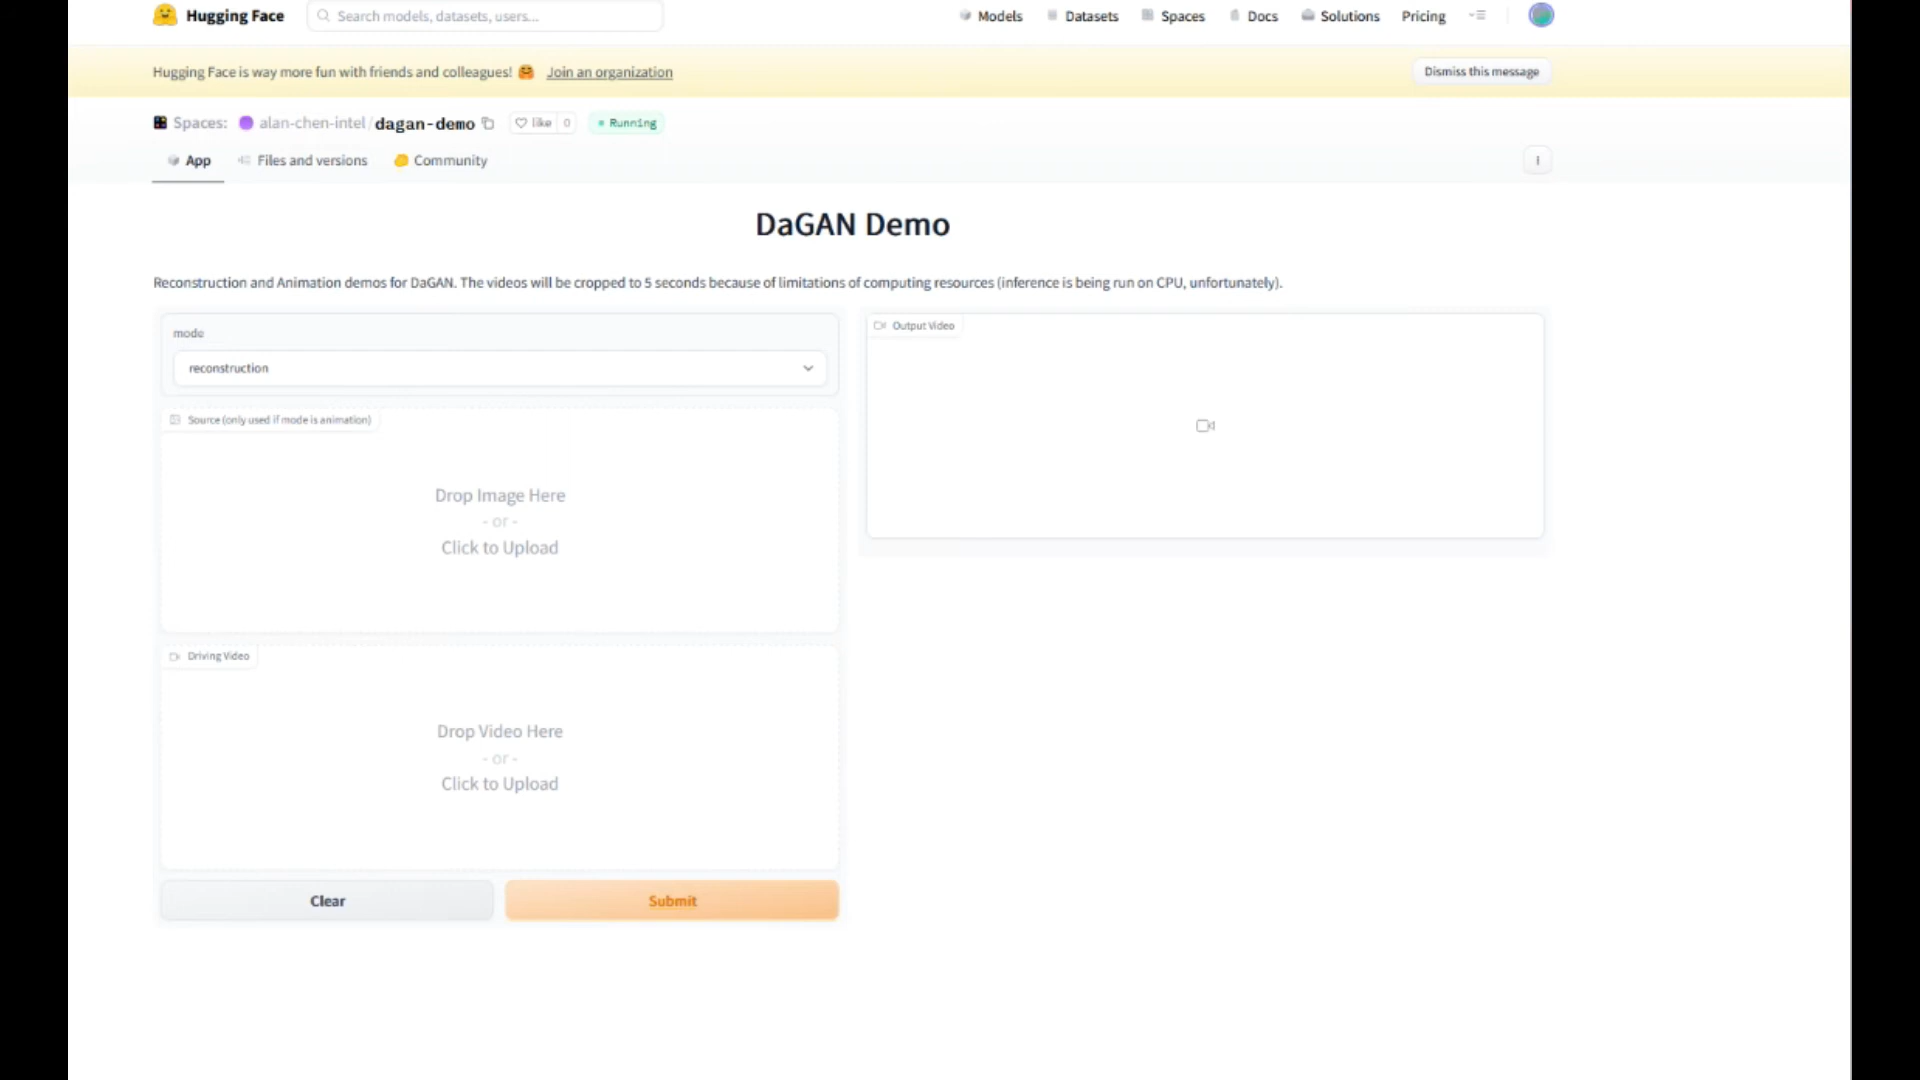 Hugging Face
Search models, datasets, users...
Models
Datasets
Spaces
Docs
Solutions
Pricing
Hugging Face is way more fun with friends and colleagues! 🤗 Join an organization
Dismiss this message
Spaces: alan-chen-intel/dagan-demo
like 0
Running
App
Files and versions
Community
DaGAN Demo
Reconstruction and Animation demos for DaGAN. The videos will be cropped to 5 seconds because of limitations of computing resources (inference is being run on CPU, unfortunately).
mode
reconstruction
Source (only used if mode is animation)
Drop Image Here
- or -
Click to Upload
Driving Video
Drop Video Here
- or -
Click to Upload
Clear
Submit
Output Video